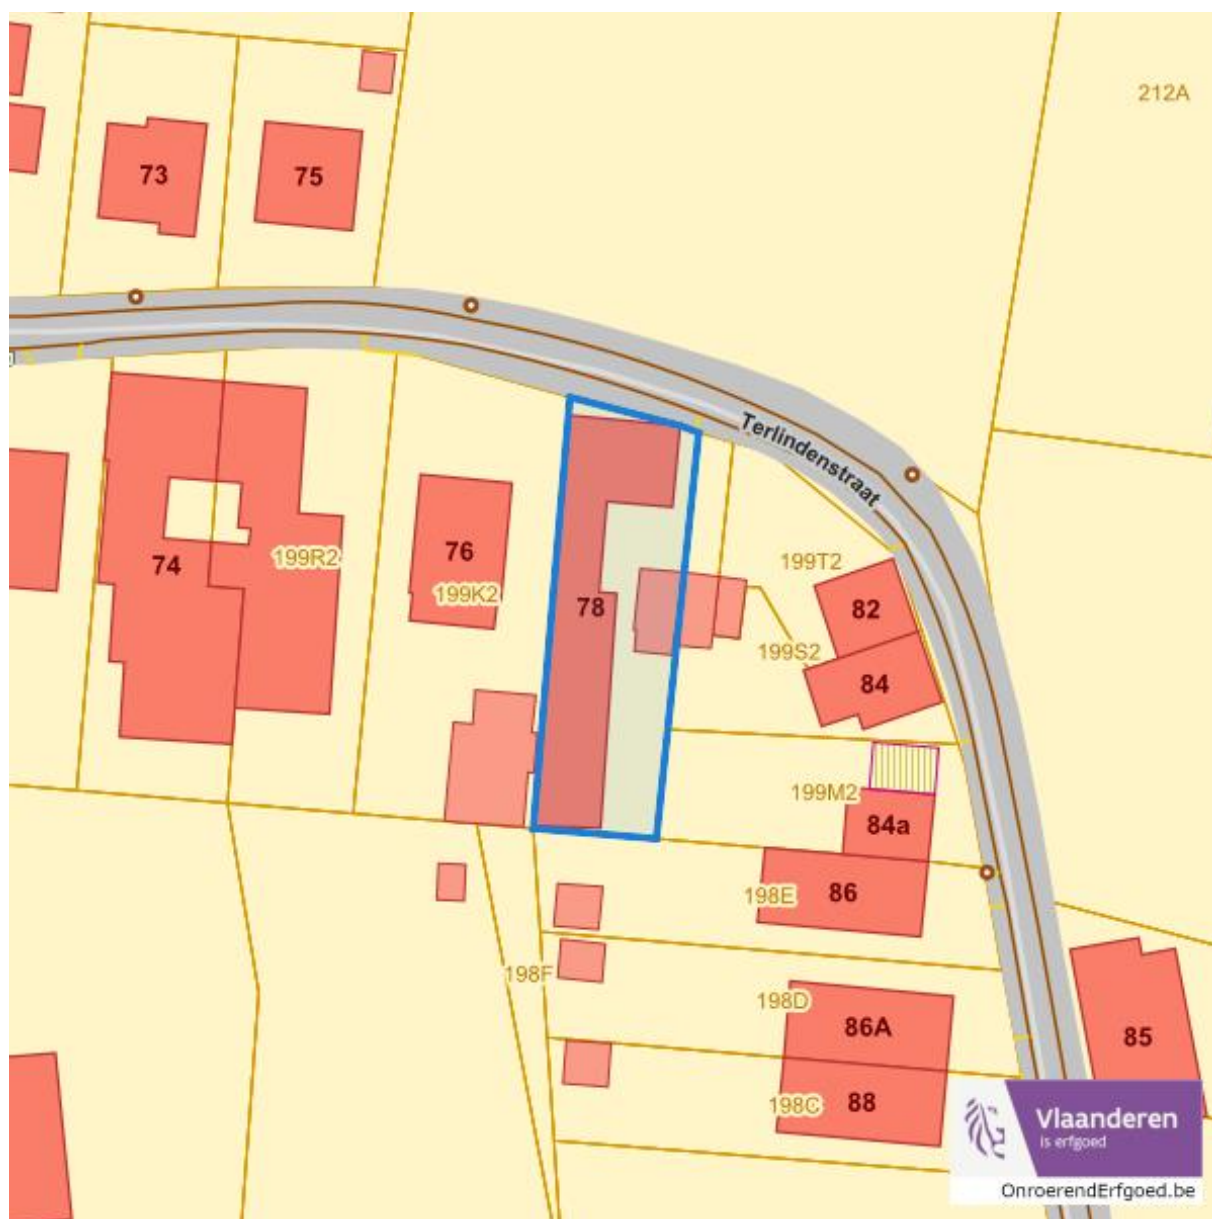 212A
73
75
Terlindenstraat
76
199K2
74
199R2
78
199T2
82
199S2
84
199M2
84a
198E
86
198F
198D
86A
85
198C
88
Vlaanderen
is erfgoed
OnroerendErfgoed.be